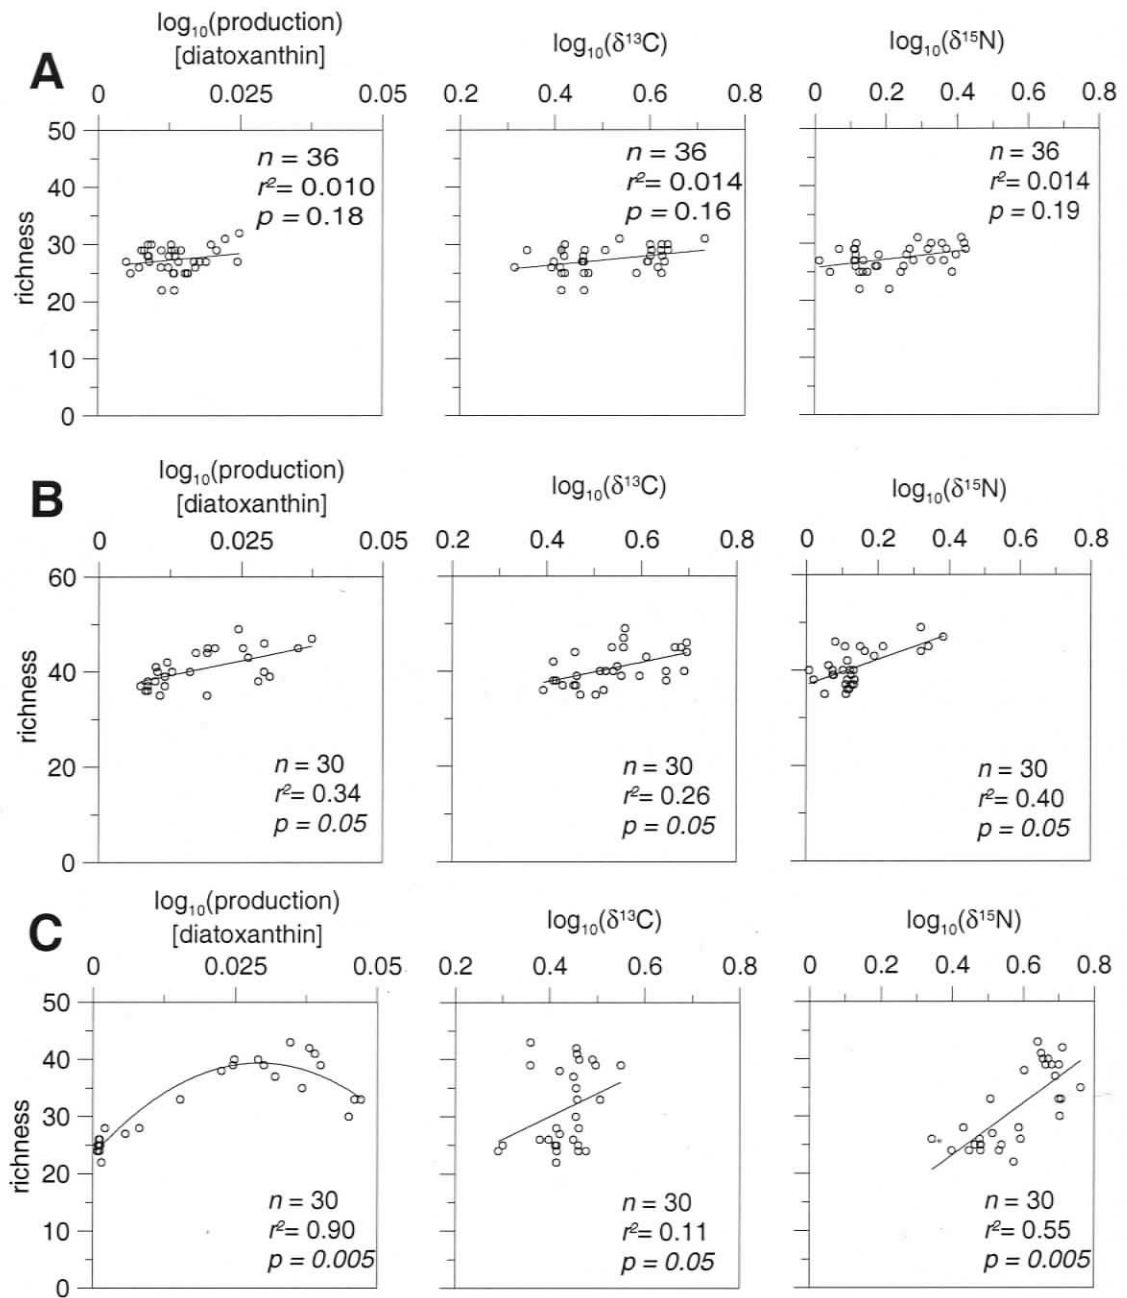 A
log₁₀(production)
[diatoxanthin]
0 0.025 0.05
50
40
30
20
10
0
richness
n = 36
r²= 0.010
p = 0.18
log₁₀(δ¹³C)
0.2 0.4 0.6 0.8
n = 36
r²= 0.014
p = 0.16
log₁₀(δ¹⁵N)
0 0.2 0.4 0.6 0.8
n = 36
r²= 0.014
p = 0.19
B
log₁₀(production)
[diatoxanthin]
0 0.025 0.05
60
40
20
0
richness
n = 30
r²= 0.34
p = 0.05
log₁₀(δ¹³C)
0.2 0.4 0.6 0.8
n = 30
r²= 0.26
p = 0.05
log₁₀(δ¹⁵N)
0 0.2 0.4 0.6 0.8
n = 30
r²= 0.40
p = 0.05
C
log₁₀(production)
[diatoxanthin]
0 0.025 0.05
50
40
30
20
10
0
richness
n = 30
r²= 0.90
p = 0.005
log₁₀(δ¹³C)
0.2 0.4 0.6 0.8
n = 30
r²= 0.11
p = 0.05
log₁₀(δ¹⁵N)
0 0.2 0.4 0.6 0.8
n = 30
r²= 0.55
p = 0.005